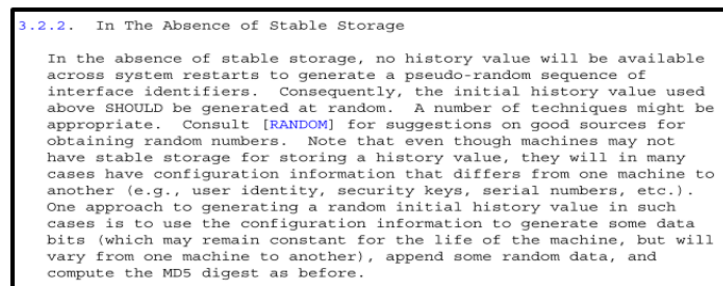 3.2.2. In The Absence of Stable Storage
In the absence of stable storage, no history value will be available
across system restarts to generate a pseudo-random sequence of
interface identifiers. Consequently, the initial history value used
above SHOULD be generated at random. A number of techniques might be
appropriate. Consult [RANDOM] for suggestions on good sources for
obtaining random numbers. Note that even though machines may not
have stable storage for storing a history value, they will in many
cases have configuration information that differs from one machine to
another (e.g., user identity, security keys, serial numbers, etc.).
One approach to generating a random initial history value in such
cases is to use the configuration information to generate some data
bits (which may remain constant for the life of the machine, but will
vary from one machine to another), append some random data, and
compute the MD5 digest as before.